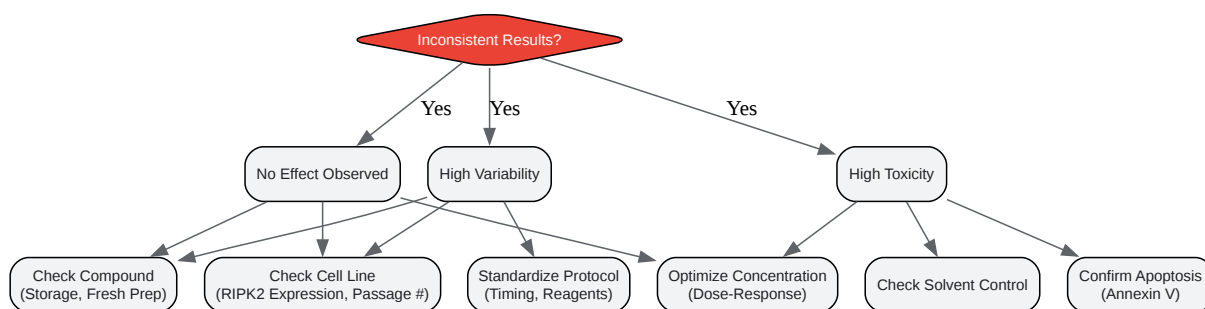 Inconsistent Results?
Yes
Yes
Yes
No Effect Observed
High Variability
High Toxicity
Check Compound
(Storage, Fresh Prep)
Check Cell Line
(RIPK2 Expression, Passage #)
Standardize Protocol
(Timing, Reagents)
Optimize Concentration
(Dose-Response)
Check Solvent Control
Confirm Apoptosis
(Annexin V)